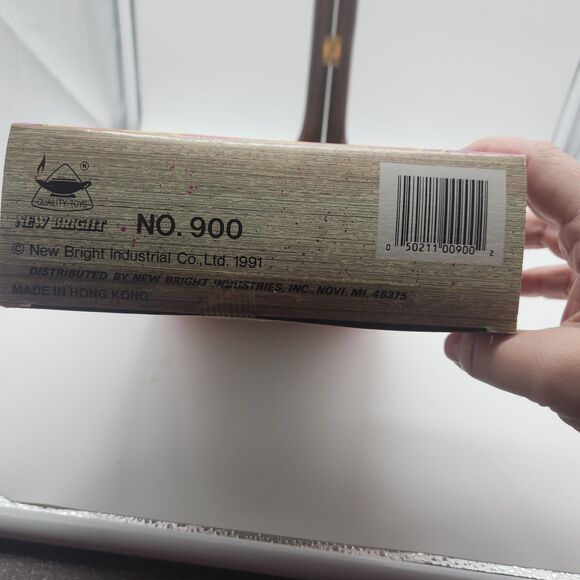 ®
QUALITY TOYS
NEW BRIGHT
NO. 900
© New Bright Industrial Co., Ltd. 1991
DISTRIBUTED BY NEW BRIGHT INDUSTRIES, INC., NOVI, MI. 48375
MADE IN HONG KONG
0 50211 00900 2